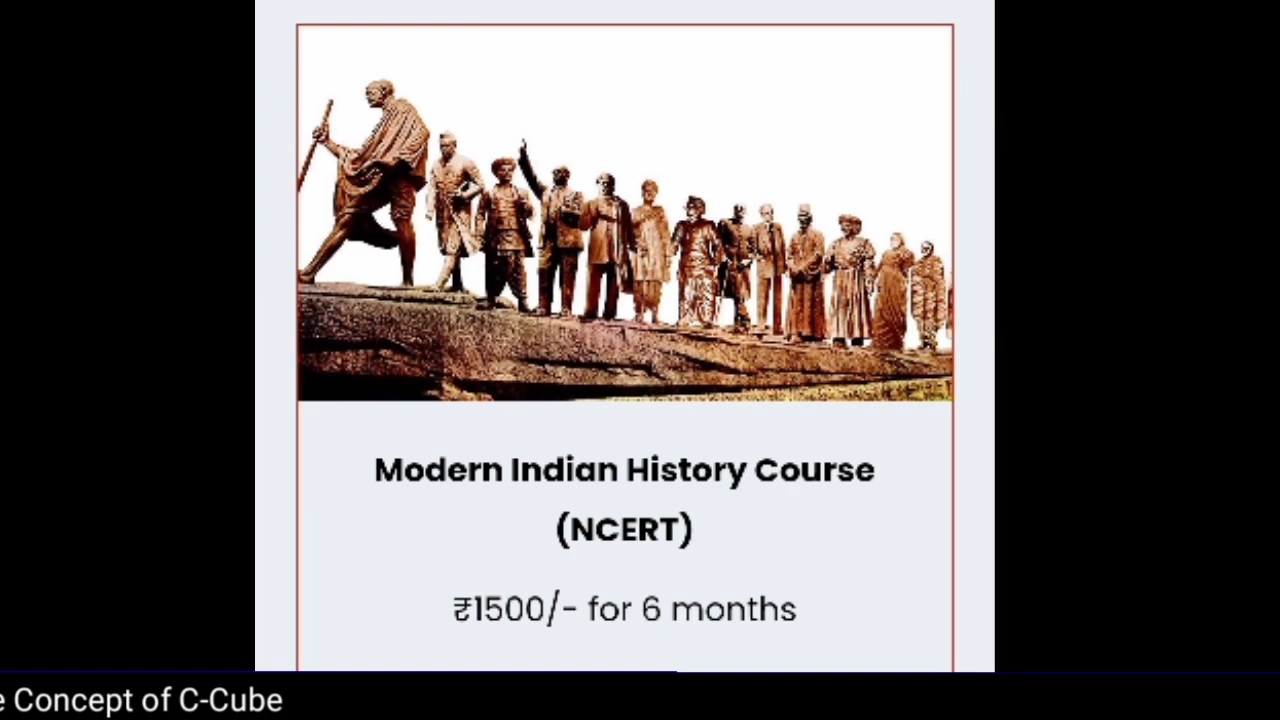 Modern Indian History Course
(NCERT)
₹1500/- for 6 months
Concept of C-Cube